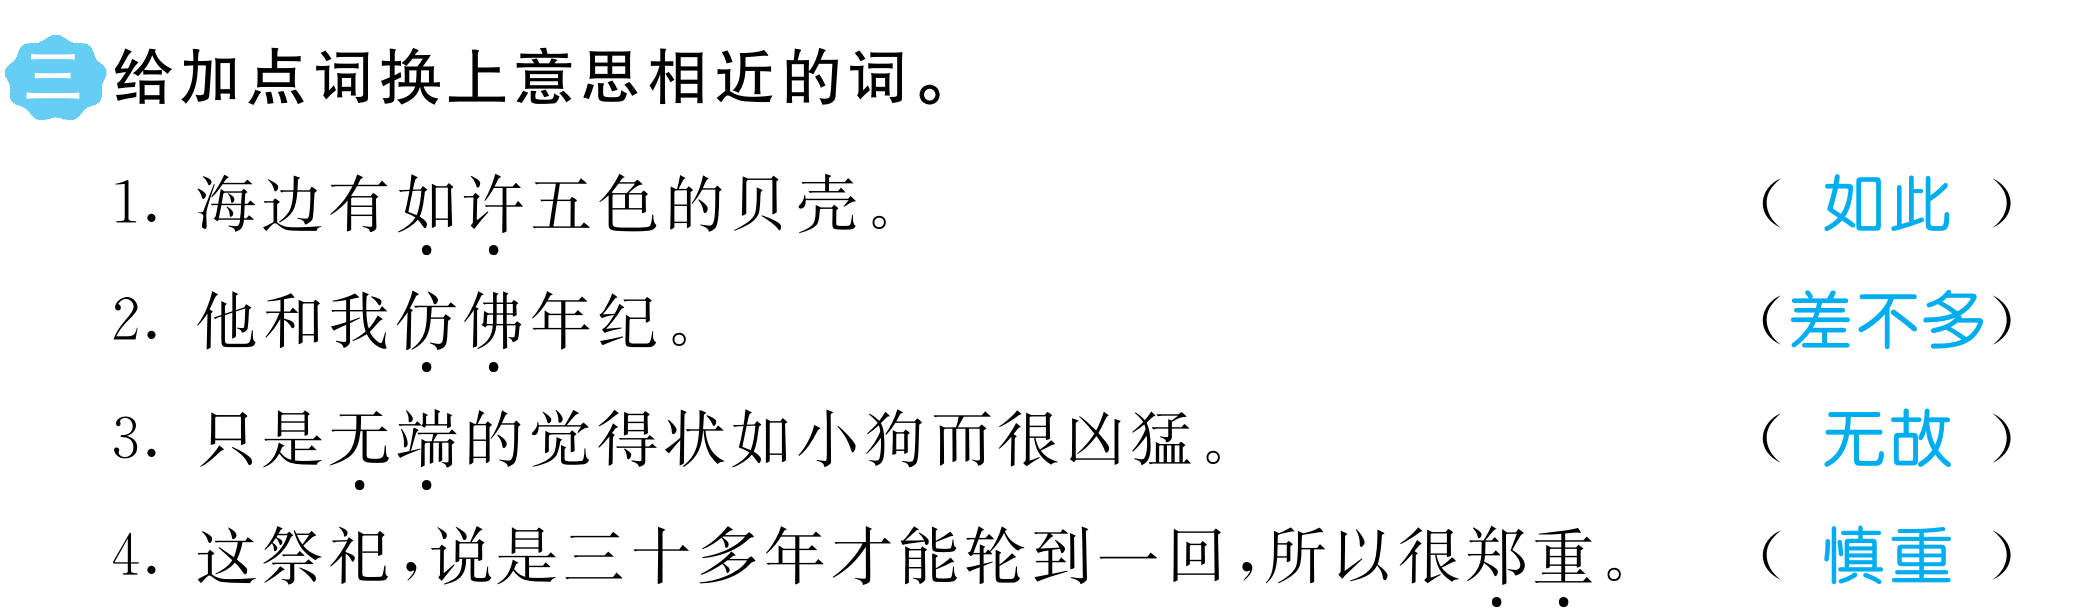 三 给加点词换上意思相近的词。
1. 海边有如许五色的贝壳。 （ 如此 ）
2. 他和我仿佛年纪。 （差不多）
3. 只是无端的觉得状如小狗而很凶猛。 （ 无故 ）
4. 这祭祀,说是三十多年才能轮到一回,所以很郑重。 （ 慎重 ）